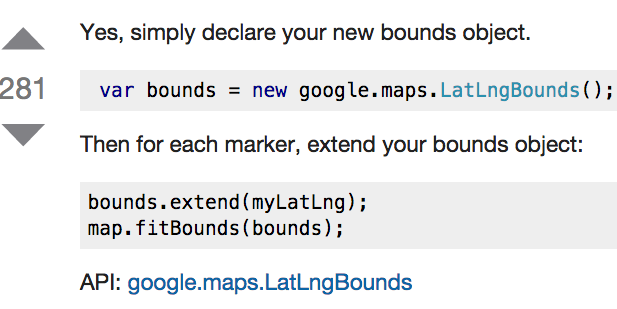 Yes, simply declare your new bounds object.
281
var bounds = new google.maps.LatLngBounds();
Then for each marker, extend your bounds object:
bounds.extend(myLatLng);
map.fitBounds(bounds);
API: google.maps.LatLngBounds